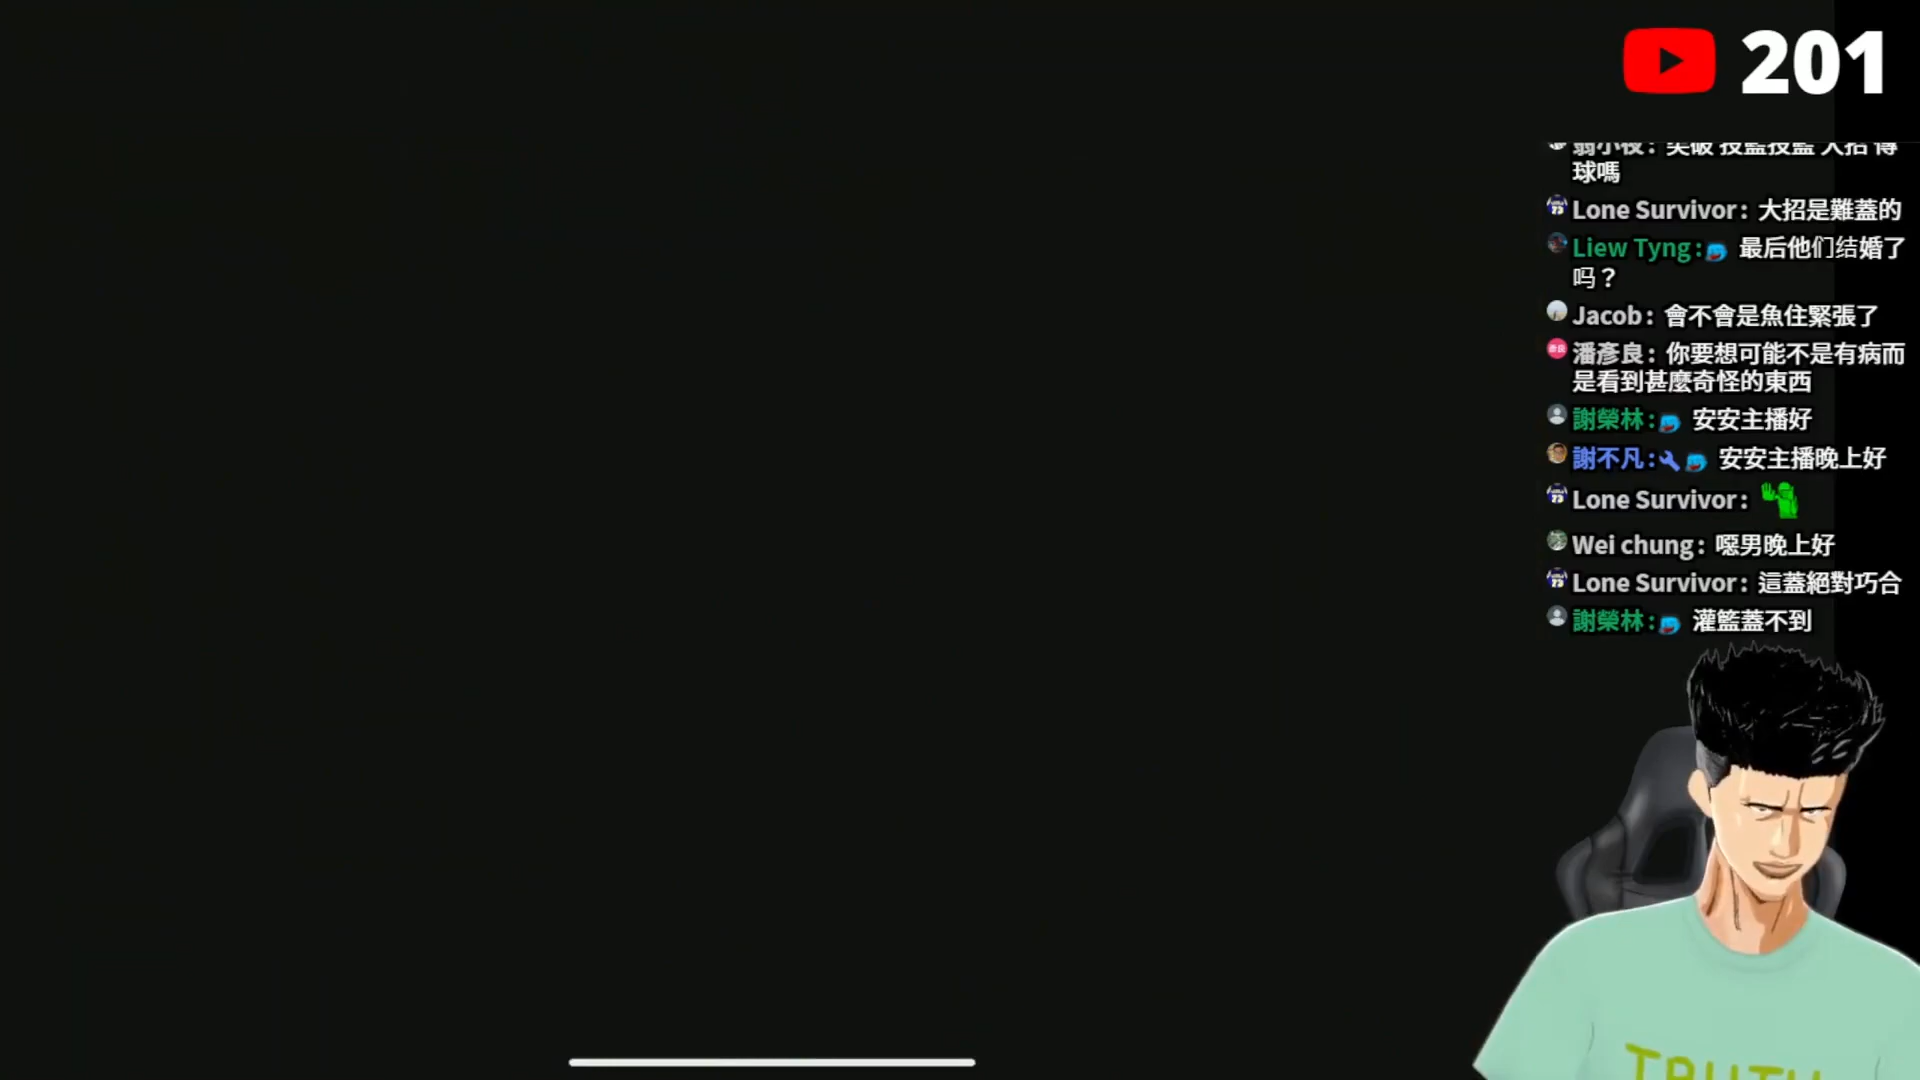 201
球嗎
Lone Survivor: 大招是難蓋的
Liew Tyng: 最后他们结婚了
吗？
Jacob: 會不會是魚住緊張了
潘彥良: 你要想可能不是有病而
是看到甚麼奇怪的東西
謝榮林: 安安主播好
謝不凡: 安安主播晚上好
Lone Survivor:
Wei chung: 噁男晚上好
Lone Survivor: 這蓋絕對巧合
謝榮林: 灌籃蓋不到
TRUTH